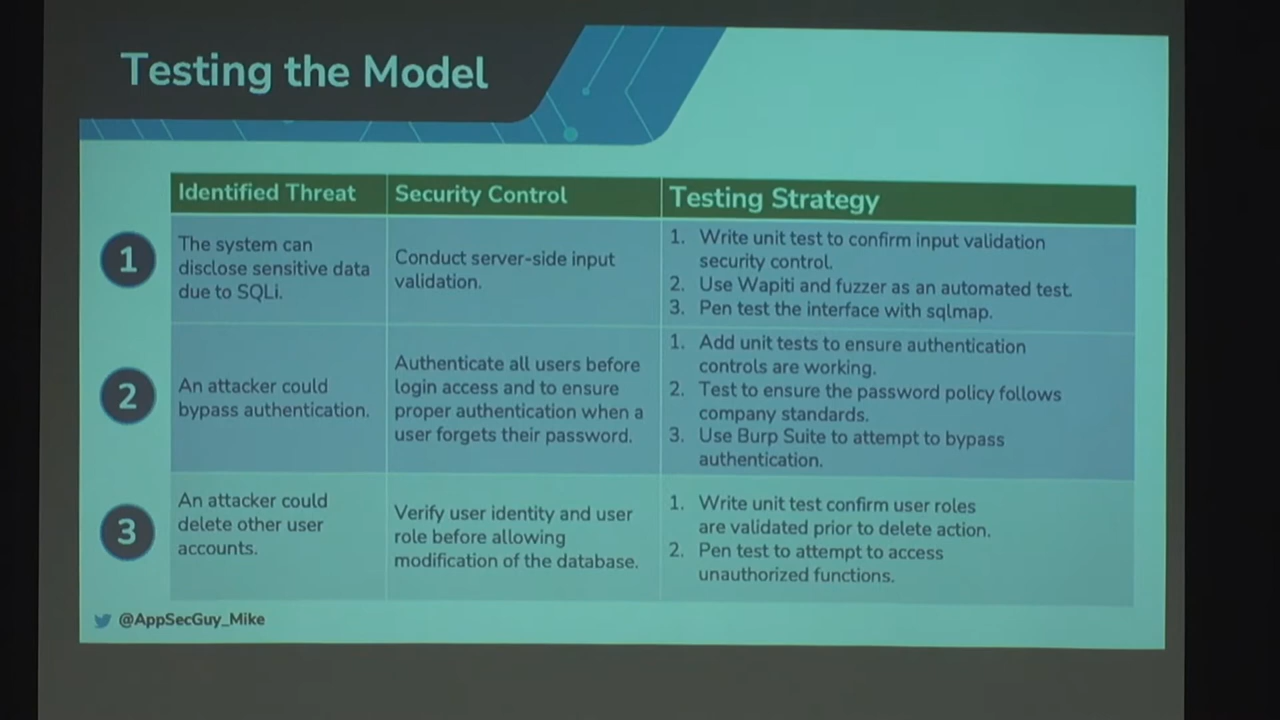 Testing the Model
Identified Threat
Security Control
Testing Strategy
1
The system can
disclose sensitive data
due to SQLi.
Conduct server-side input
validation.
1. Write unit test to confirm input validation
security control.
2. Use Wapiti and fuzzer as an automated test.
3. Pen test the interface with sqlmap.
2
An attacker could
bypass authentication.
Authenticate all users before
login access and to ensure
proper authentication when a
user forgets their password.
1. Add unit tests to ensure authentication
controls are working.
2. Test to ensure the password policy follows
company standards.
3. Use Burp Suite to attempt to bypass
authentication.
3
An attacker could
delete other user
accounts.
Verify user identity and user
role before allowing
modification of the database.
1. Write unit test confirm user roles
are validated prior to delete action.
2. Pen test to attempt to access
unauthorized functions.
@AppSecGuy_Mike